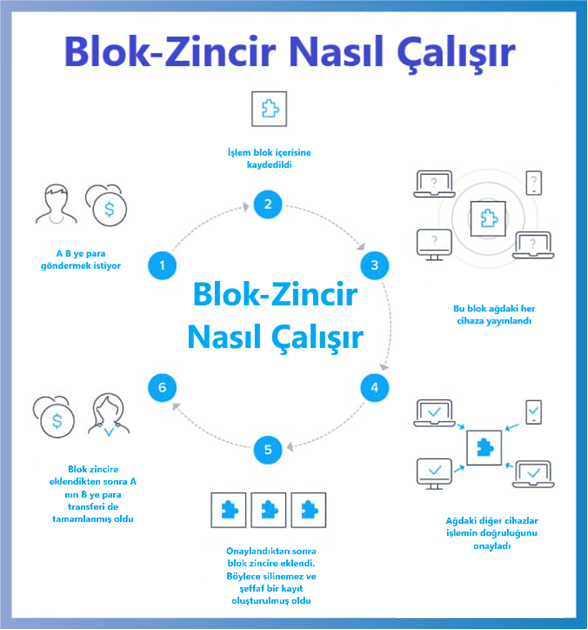 Blok-Zincir Nasıl Çalışır
İşlem blok içerisine
kaydedildi
2
$
A B ye para
göndermek istiyor
1
?
?
?
?
3
Bu blok ağdaki her
cihaza yayınlandı
Blok-Zincir
Nasıl Çalışır
4
Ağdaki diğer cihazlar
işlemin doğruluğunu
onayladı
5
Onaylandıktan sonra
blok zincire eklendi.
Böylece silinemez ve
şeffaf bir kayıt
oluşturulmuş oldu
6
$
Blok zincire
eklendikten sonra A
nın B ye para
transferi de
tamamlanmış oldu